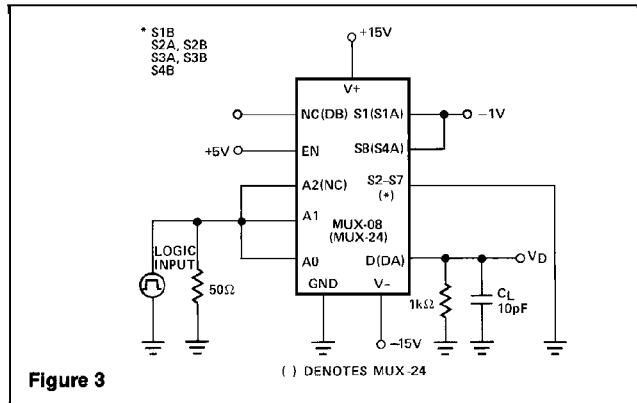 * S1B
S2A, S2B
S3A, S3B
S4B
+15V
V+
NC(DB)
S1(S1A)
−1V
+5V
EN
S8(S4A)
A2(NC)
S2–S7
(*)
A1
MUX-08
(MUX-24)
LOGIC
INPUT
A0
D(DA)
VD
50Ω
GND
V−
1kΩ
CL
10pF
−15V
( ) DENOTES MUX-24
Figure 3